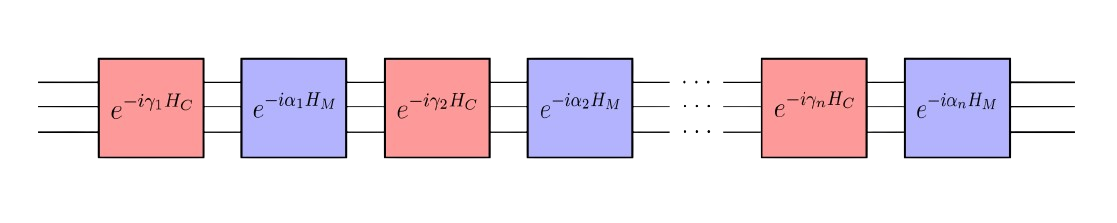 e^{-iγ_1 H_C} e^{-iα_1 H_M} e^{-iγ_2 H_C} e^{-iα_2 H_M} ··· e^{-iγ_n H_C} e^{-iα_n H_M}